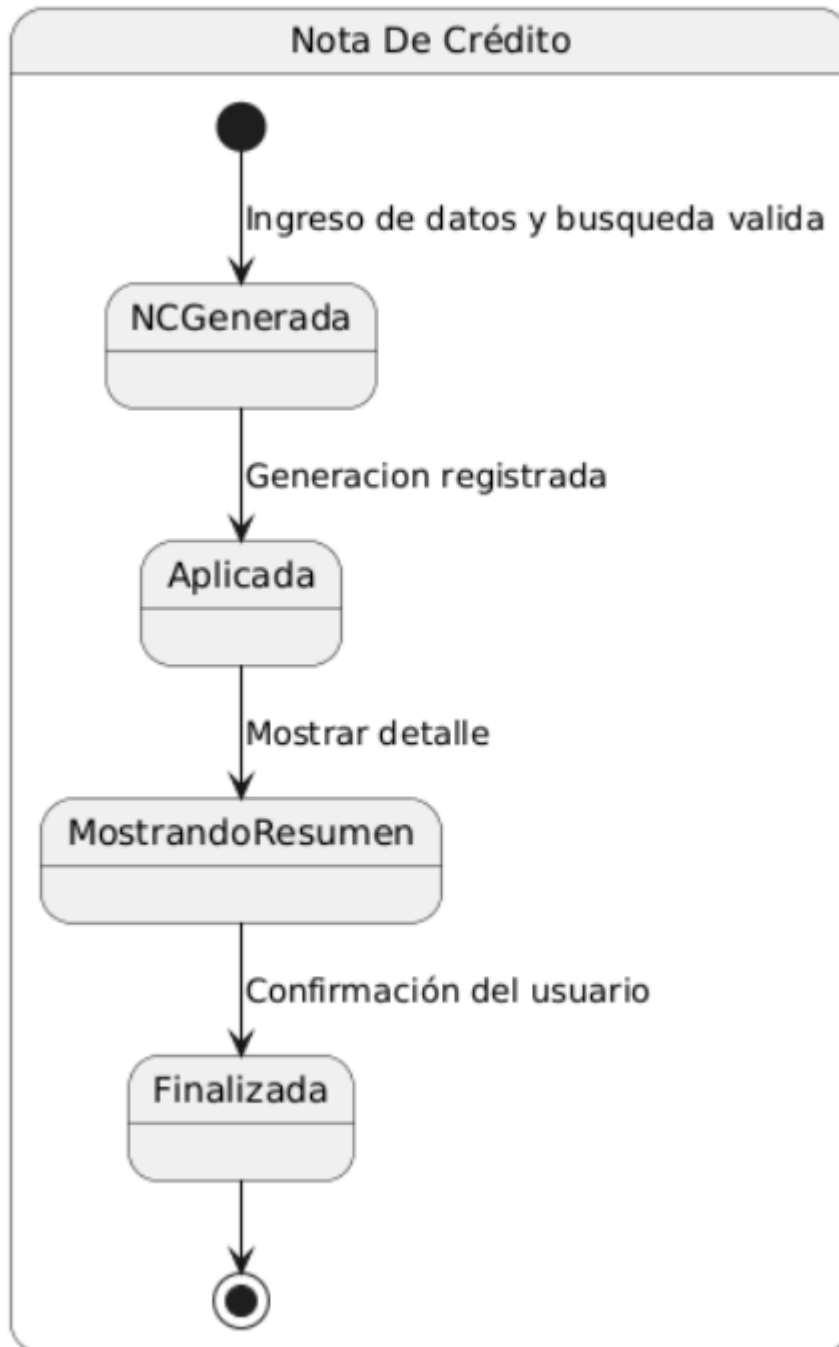 Nota De Crédito
Ingreso de datos y busqueda valida
NCGenerada
Generacion registrada
Aplicada
Mostrar detalle
MostrandoResumen
Confirmación del usuario
Finalizada